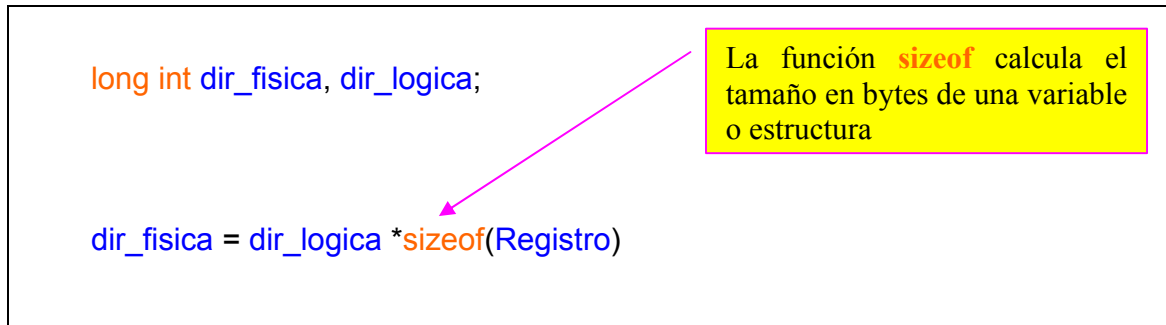 long int dir_fisica, dir_logica;
La función sizeof calcula el
tamaño en bytes de una variable
o estructura
dir_fisica = dir_logica *sizeof(Registro)